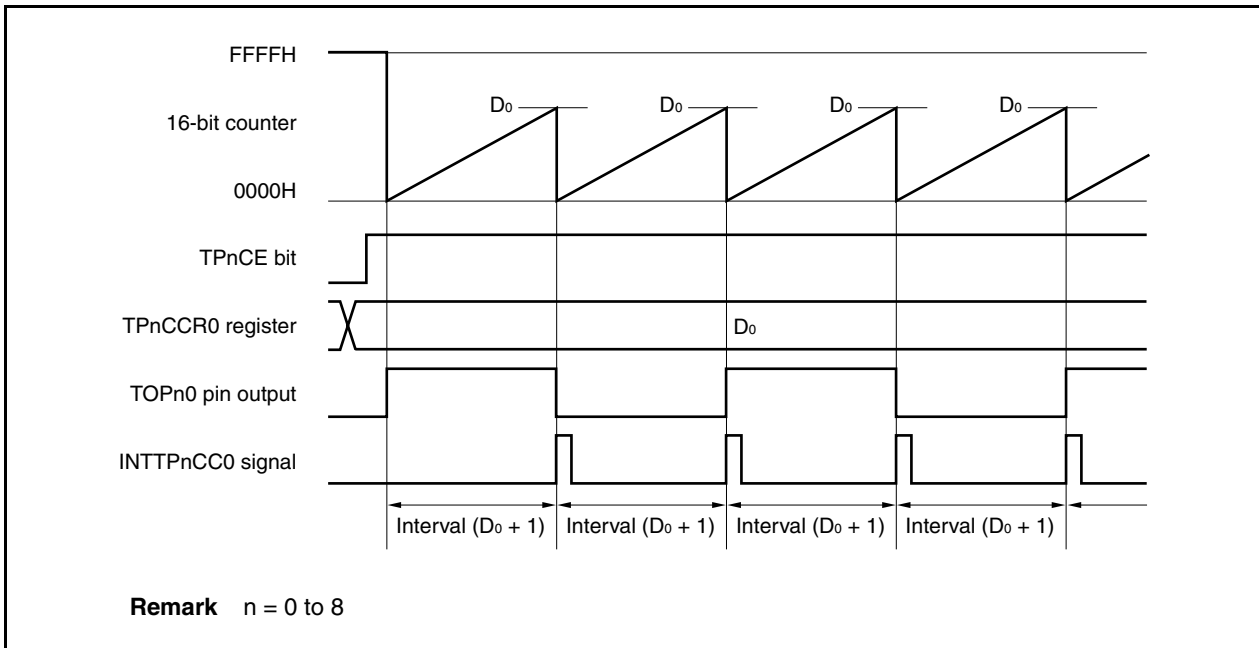 FFFFH
D0 D0 D0 D0
16-bit counter
0000H
TPnCE bit
TPnCCR0 register D0
TOPn0 pin output
INTTPnCC0 signal
Interval (D0 + 1) Interval (D0 + 1) Interval (D0 + 1) Interval (D0 + 1)
Remark n = 0 to 8